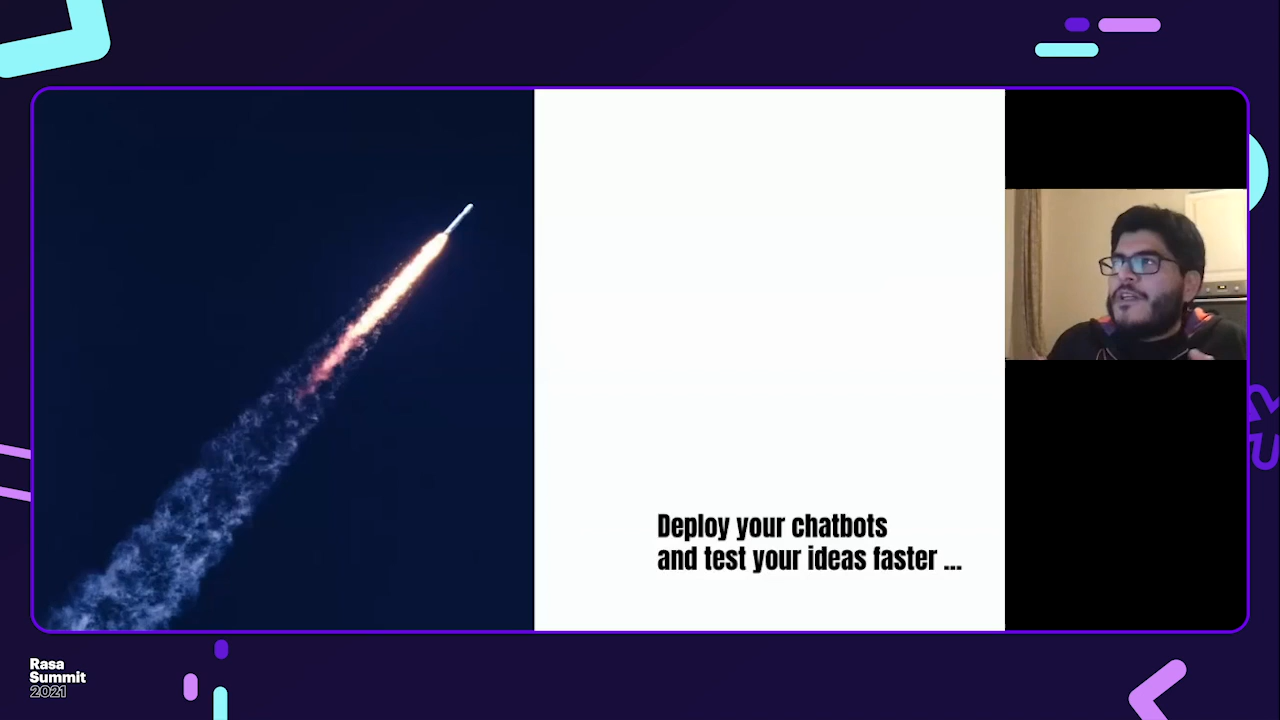 Deploy your chatbots
and test your ideas faster ...
Rasa
Summit
2021